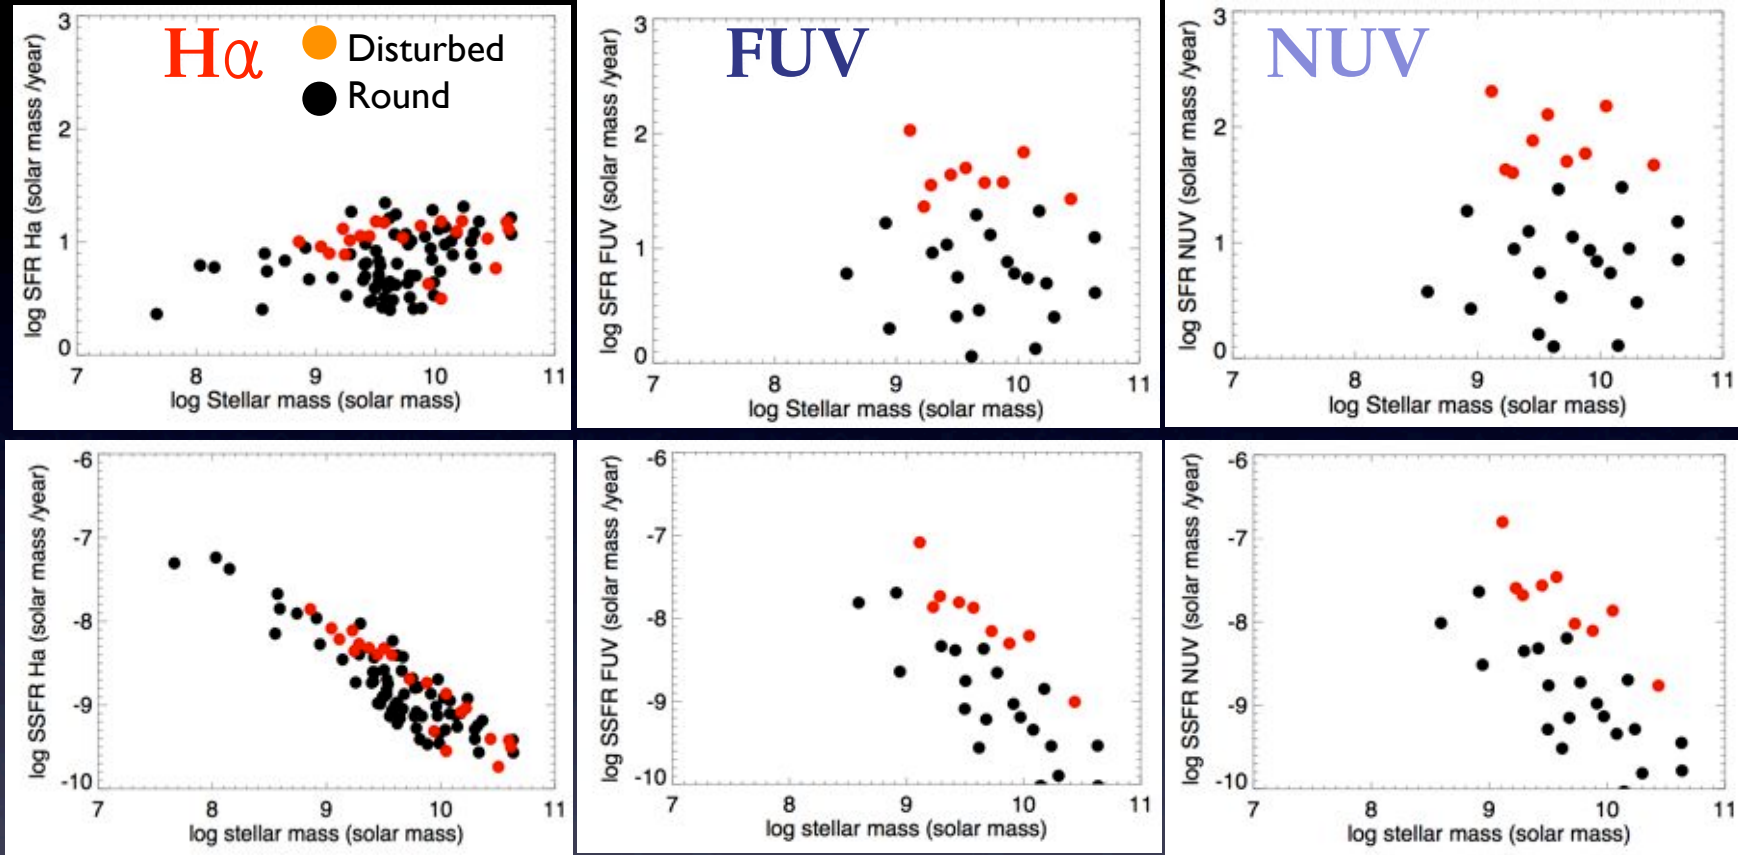 Hα
Disturbed
Round
3
2
1
0
7 8 9 10 11
log SFR Ha (solar mass /year)
log Stellar mass (solar mass)
FUV
3
2
1
0
7 8 9 10 11
log SFR FUV (solar mass /year)
log Stellar mass (solar mass)
NUV
3
2
1
0
7 8 9 10 11
log SFR NUV (solar mass /year)
log Stellar mass (solar mass)
-6
-7
-8
-9
-10
7 8 9 10 11
log SSFR Ha (solar mass /year)
log stellar mass (solar mass)
-6
-7
-8
-9
-10
7 8 9 10 11
log SSFR FUV (solar mass /year)
log stellar mass (solar mass)
-6
-7
-8
-9
-10
7 8 9 10 11
log SSFR NUV (solar mass /year)
log stellar mass (solar mass)